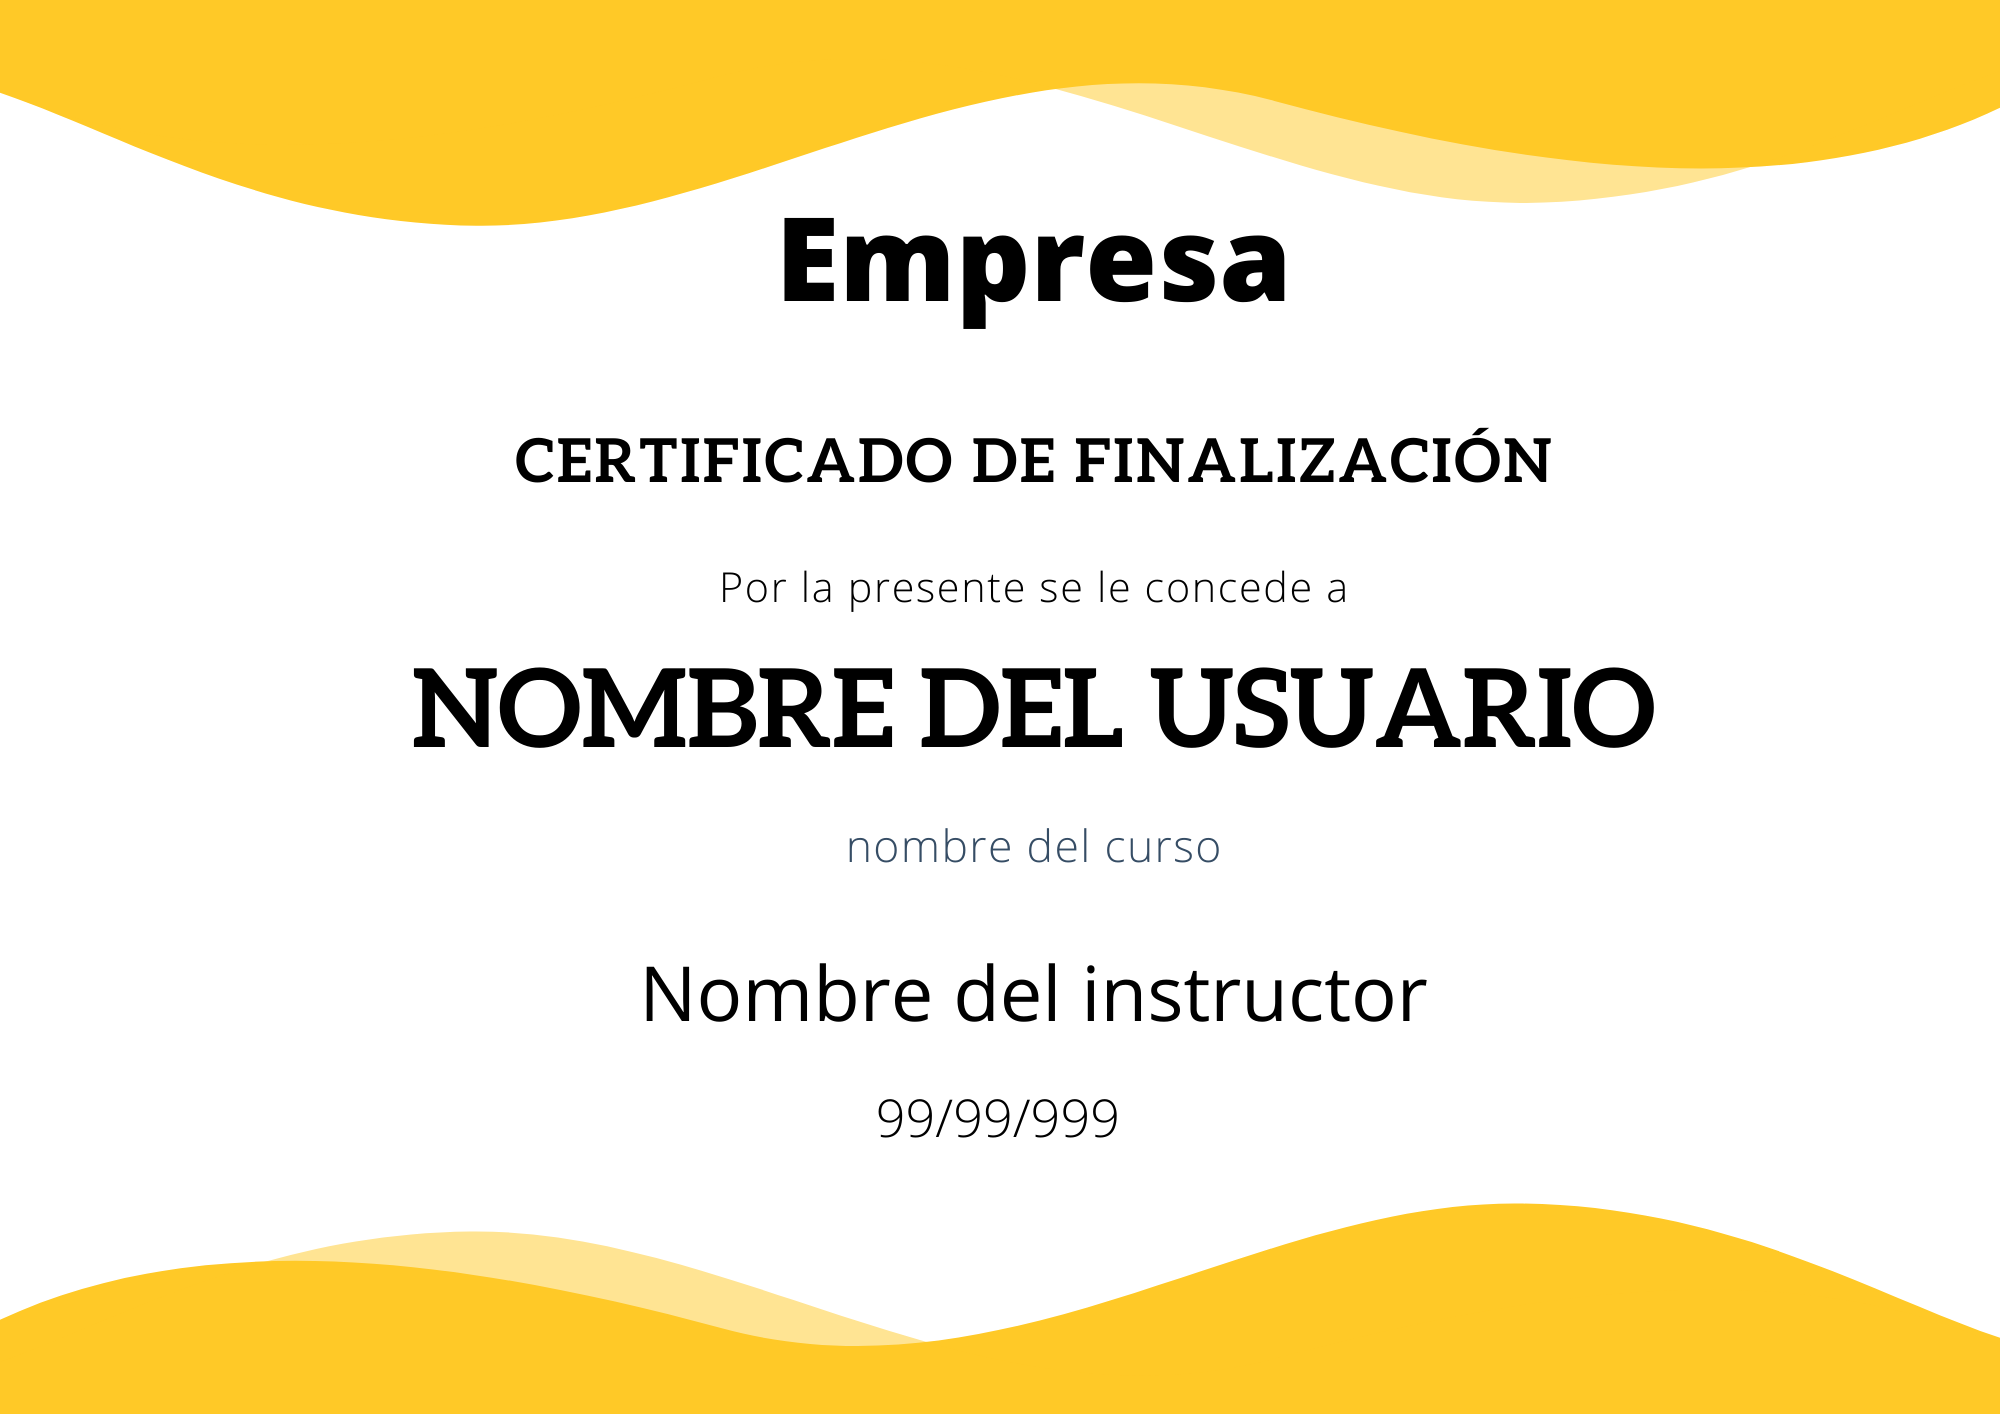 Empresa
CERTIFICADO DE FINALIZACIÓN
Por la presente se le concede a
NOMBRE DEL USUARIO
nombre del curso
Nombre del instructor
99/99/999